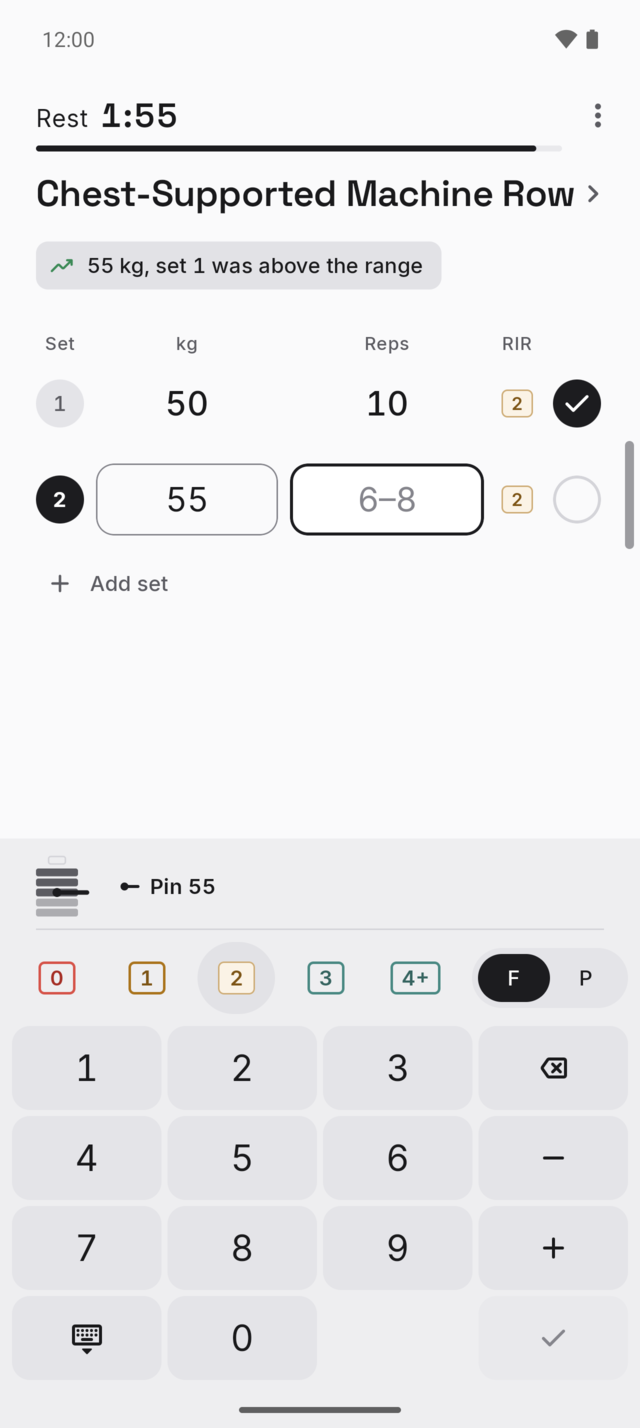 12:00
Rest 1:55
Chest-Supported Machine Row
55 kg, set 1 was above the range
Set kg Reps RIR
1 50 10 2
2 55 6–8 2
+ Add set
Pin 55
0 1 2 3 4+ F P
1 2 3
4 5 6 −
7 8 9 +
0